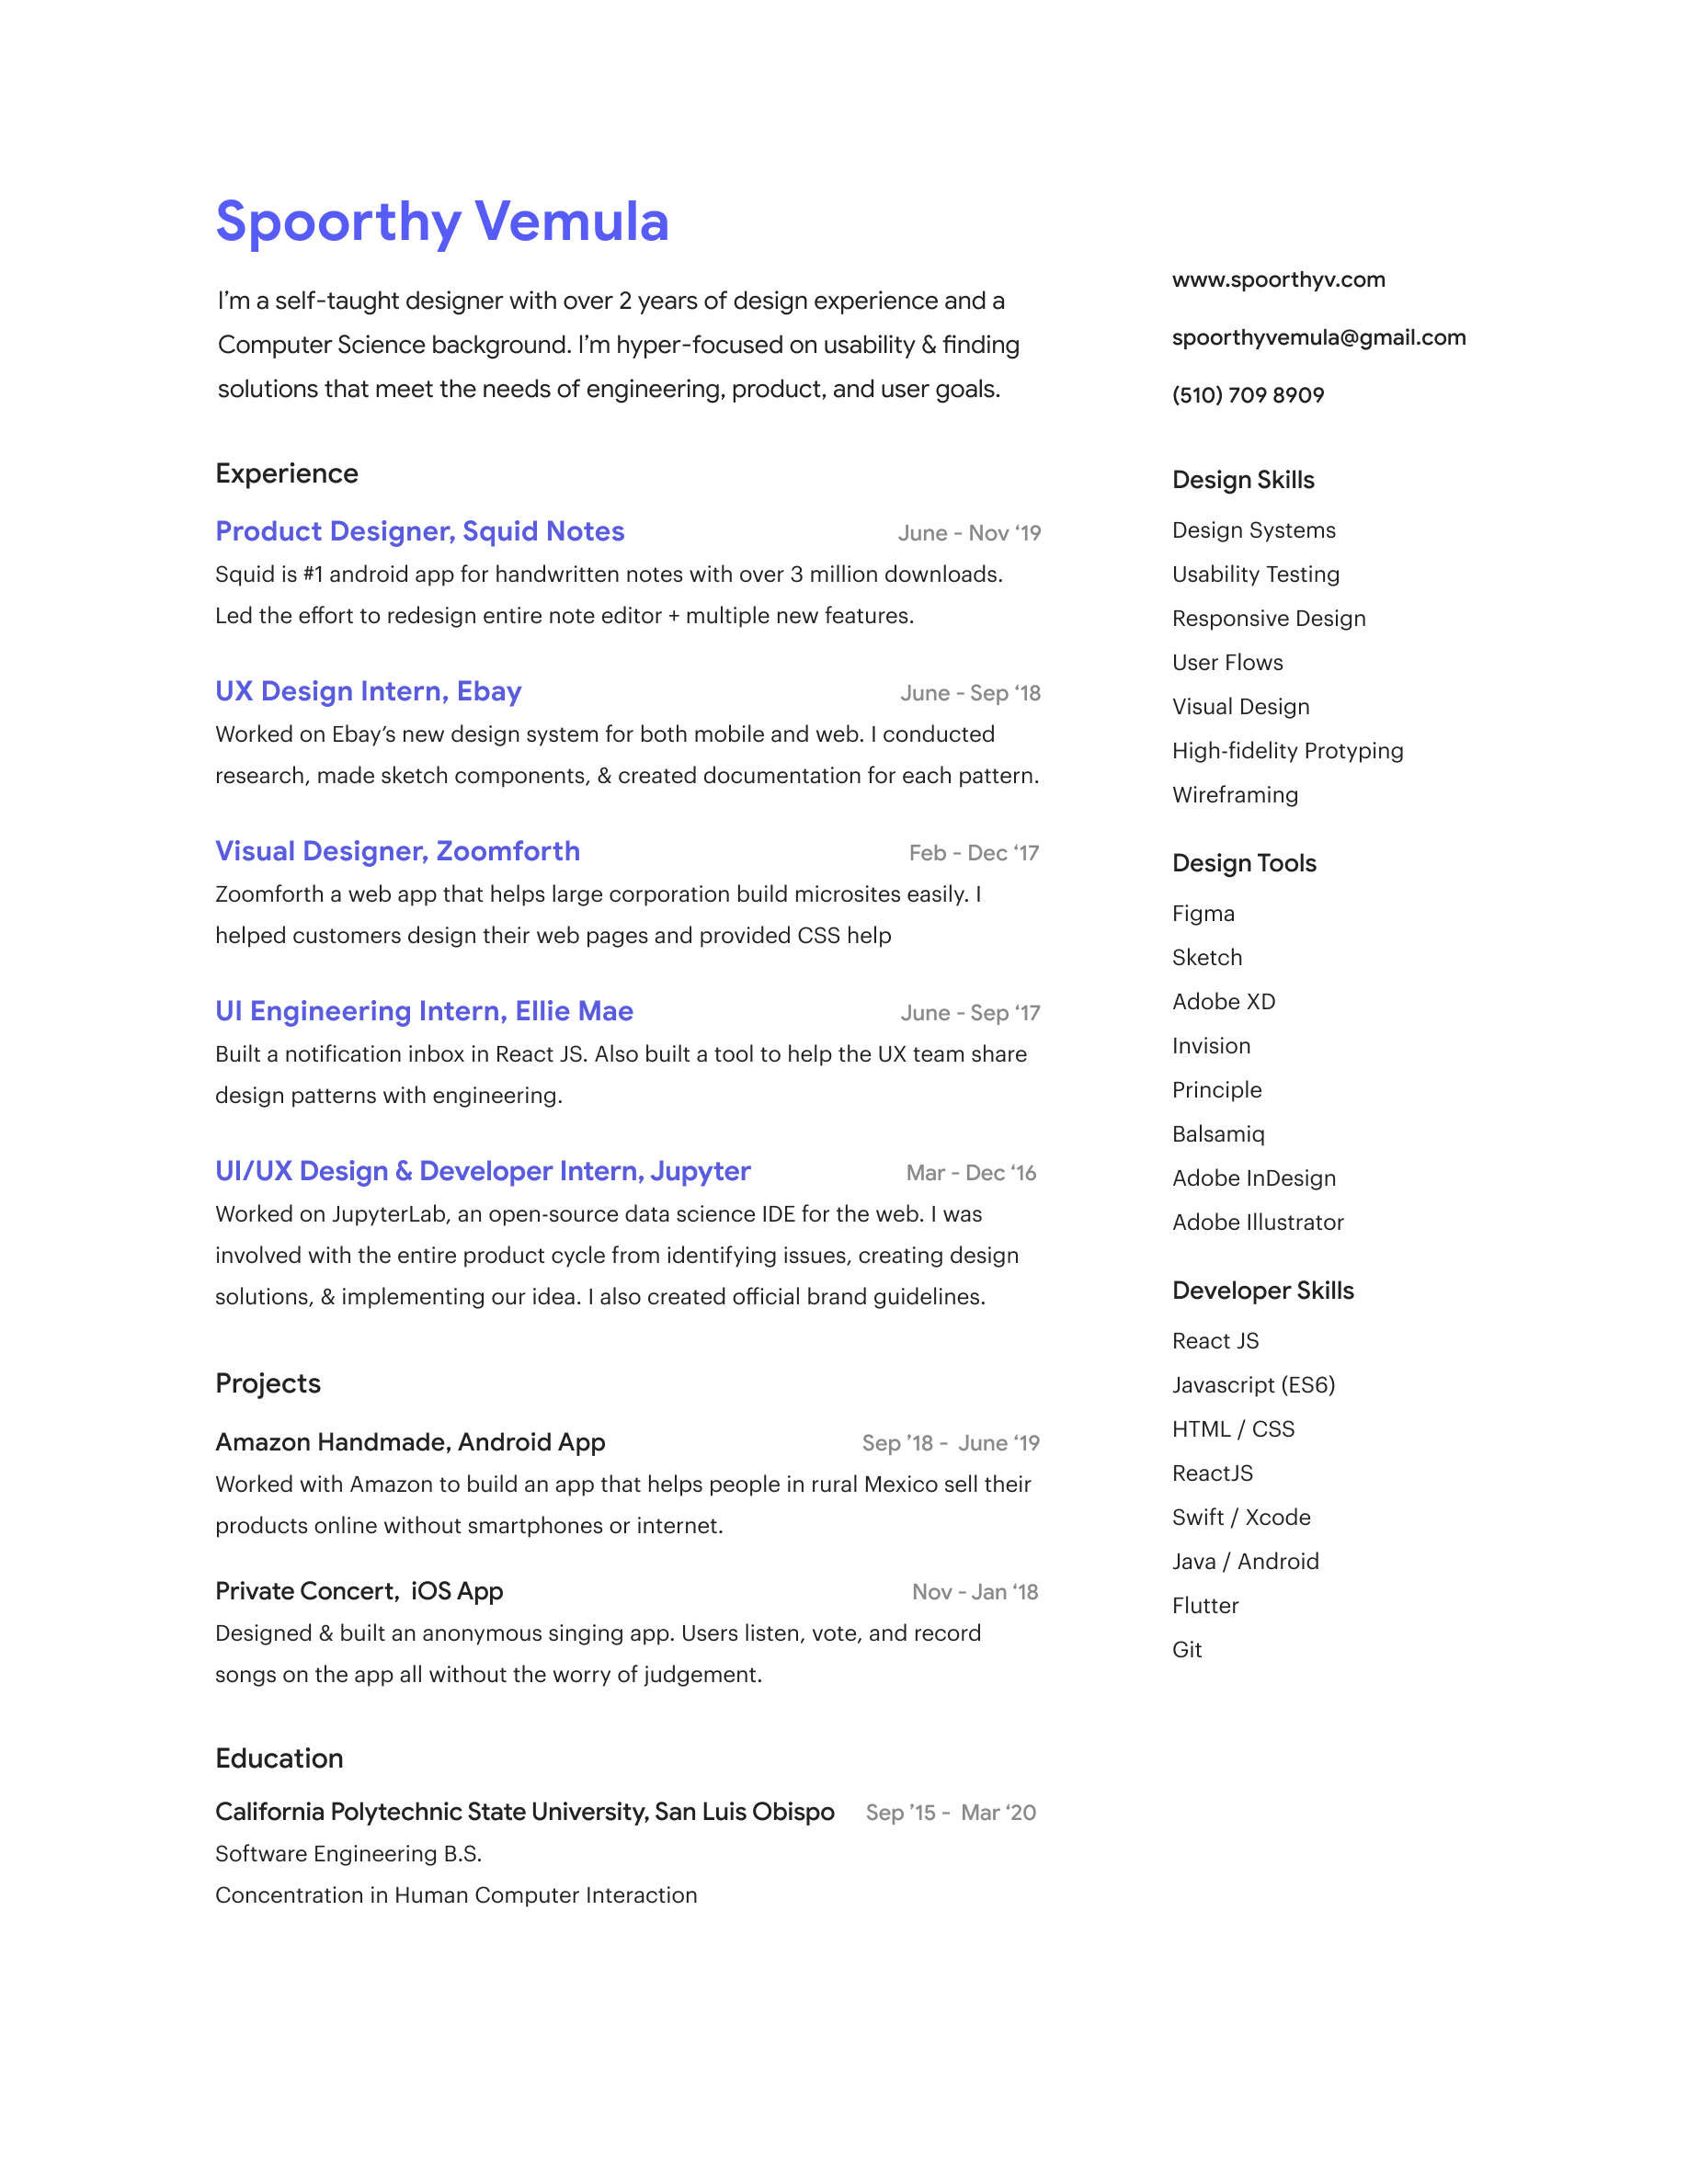 Spoorthy Vemula
I’m a self-taught designer with over 2 years of design experience and a
Computer Science background. I’m hyper-focused on usability & finding
solutions that meet the needs of engineering, product, and user goals.
Experience
Product Designer, Squid Notes June - Nov ‘19
Squid is #1 android app for handwritten notes with over 3 million downloads.
Led the effort to redesign entire note editor + multiple new features.
UX Design Intern, Ebay June - Sep ‘18
Worked on Ebay’s new design system for both mobile and web. I conducted
research, made sketch components, & created documentation for each pattern.
Visual Designer, Zoomforth Feb - Dec ‘17
Zoomforth a web app that helps large corporation build microsites easily. I
helped customers design their web pages and provided CSS help
UI Engineering Intern, Ellie Mae June - Sep ‘17
Built a notification inbox in React JS. Also built a tool to help the UX team share
design patterns with engineering.
UI/UX Design & Developer Intern, Jupyter Mar - Dec ‘16
Worked on JupyterLab, an open-source data science IDE for the web. I was
involved with the entire product cycle from identifying issues, creating design
solutions, & implementing our idea. I also created official brand guidelines.
Projects
Amazon Handmade, Android App Sep ’18 - June ‘19
Worked with Amazon to build an app that helps people in rural Mexico sell their
products online without smartphones or internet.
Private Concert, iOS App Nov - Jan ‘18
Designed & built an anonymous singing app. Users listen, vote, and record
songs on the app all without the worry of judgement.
Education
California Polytechnic State University, San Luis Obispo Sep ’15 - Mar ‘20
Software Engineering B.S.
Concentration in Human Computer Interaction
www.spoorthyv.com
spoorthyvemula@gmail.com
(510) 709 8909
Design Skills
Design Systems
Usability Testing
Responsive Design
User Flows
Visual Design
High-fidelity Protyping
Wireframing
Design Tools
Figma
Sketch
Adobe XD
Invision
Principle
Balsamiq
Adobe InDesign
Adobe Illustrator
Developer Skills
React JS
Javascript (ES6)
HTML / CSS
ReactJS
Swift / Xcode
Java / Android
Flutter
Git